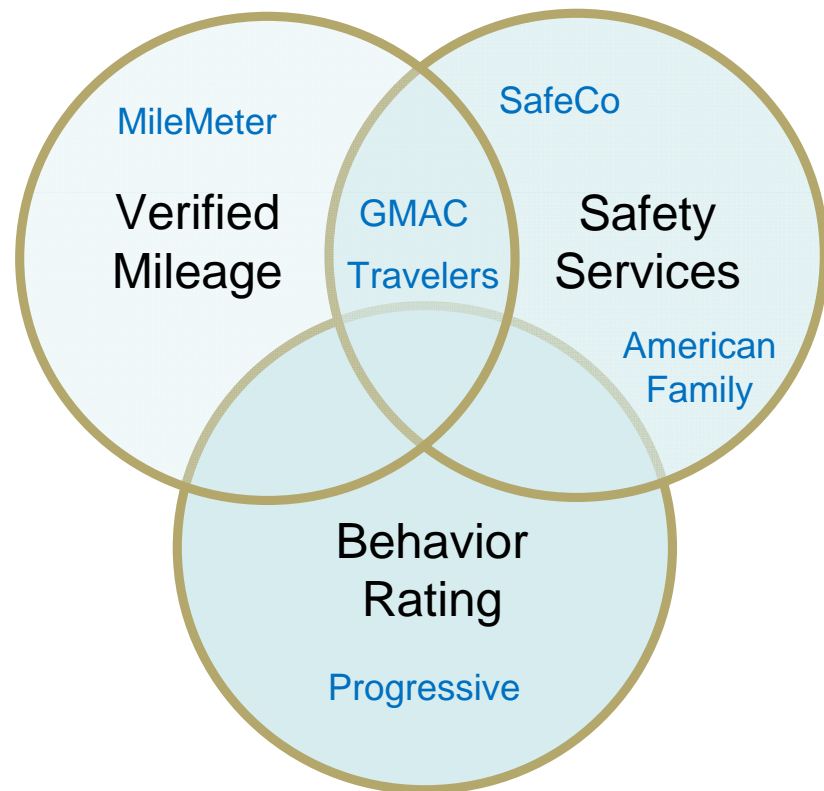 MileMeter
SafeCo
Verified
Mileage
GMAC
Travelers
Safety
Services
American
Family
Behavior
Rating
Progressive